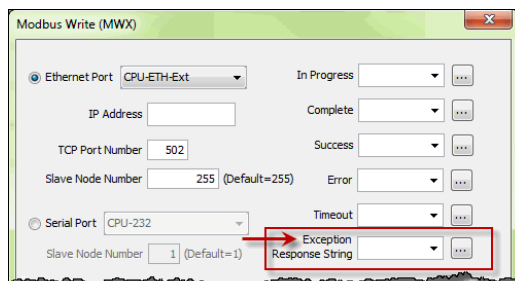 Modbus Write (MWX)
Ethernet Port CPU-ETH-Ext
In Progress ...
IP Address
Complete ...
TCP Port Number 502
Success ...
Slave Node Number 255 (Default=255)
Error ...
Serial Port CPU-232
Timeout ...
Slave Node Number 1 (Default=1)
Exception
Response String ...